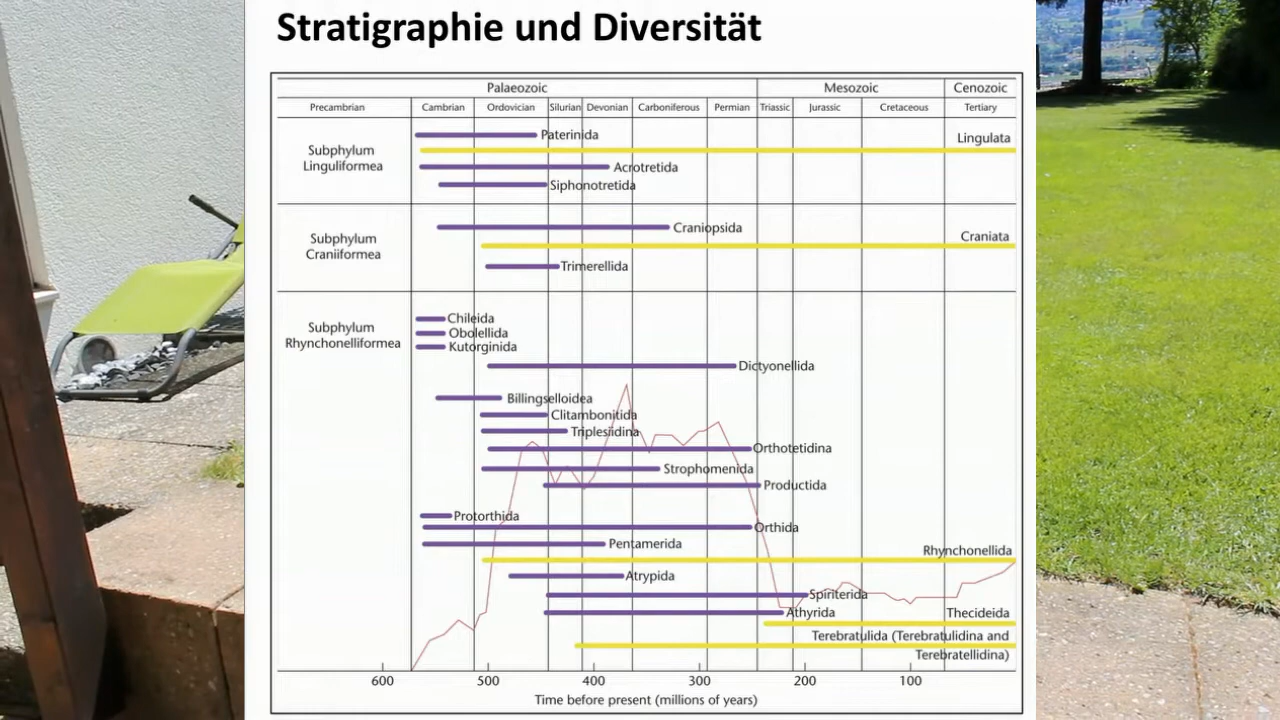 Stratigraphie und Diversität
Palaeozoic Mesozoic Cenozoic
Precambrian Cambrian Ordovician Silurian Devonian Carboniferous Permian Triassic Jurassic Cretaceous Tertiary
Subphylum
Linguliformea
Paterinida
Lingulata
Acrotretida
Siphonotretida
Subphylum
Craniiformea
Craniopsida
Craniata
Trimerellida
Subphylum
Rhynchonelliformea
Chileida
Obolellida
Kutorginida
Dictyonellida
Billingselloidea
Clitambonitida
Triplesiidina
Orthotetidina
Strophomenida
Productida
Protorthida
Orthida
Pentamerida
Rhynchonellida
Atrypida
Spiriferida
Athyrida
Thecideida
Terebratulida (Terebratulidina and
Terebratellidina)
600 500 400 300 200 100
Time before present (millions of years)